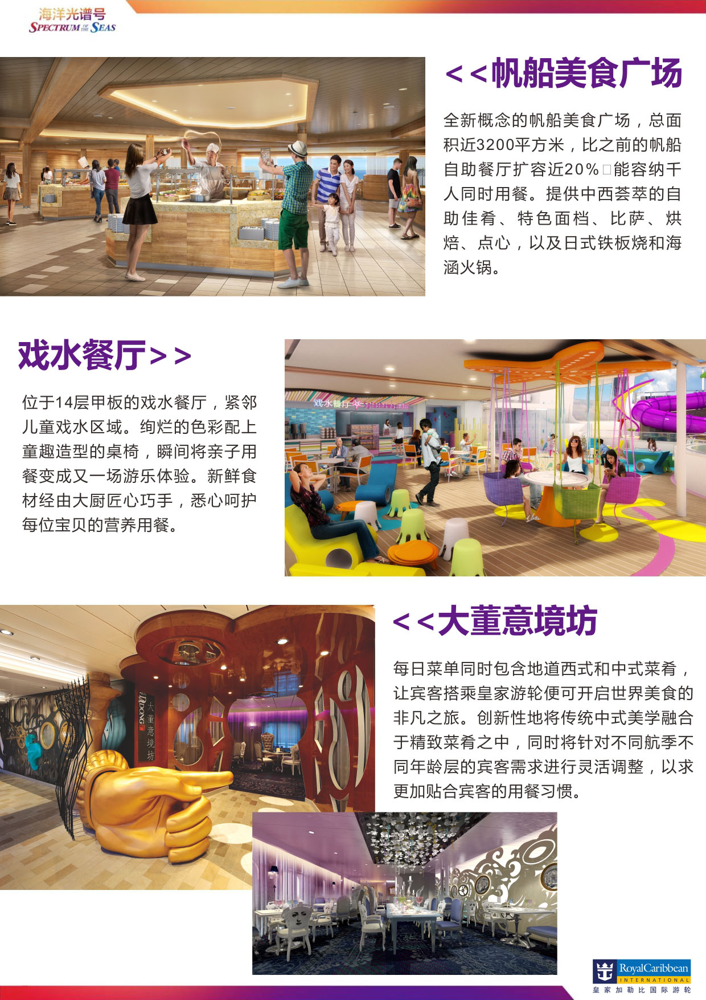 海洋光谱号
SPECTRUM OF THE SEAS
<<帆船美食广场
全新概念的帆船美食广场，总面
积近3200平方米，比之前的帆船
自助餐厅扩容近20%□能容纳千
人同时用餐。提供中西荟萃的自
助佳肴、特色面档、比萨、烘
焙、点心，以及日式铁板烧和海
涵火锅。
戏水餐厅>>
位于14层甲板的戏水餐厅，紧邻
儿童戏水区域。绚烂的色彩配上
童趣造型的桌椅，瞬间将亲子用
餐变成又一场游乐体验。新鲜食
材经由大厨匠心巧手，悉心呵护
每位宝贝的营养用餐。
戏水餐厅 Splashaway Café
<<大董意境坊
每日菜单同时包含地道西式和中式菜肴，
让宾客搭乘皇家游轮便可开启世界美食的
非凡之旅。创新性地将传统中式美学融合
于精致菜肴之中，同时将针对不同航季不
同年龄层的宾客需求进行灵活调整，以求
更加贴合宾客的用餐习惯。
DADONG
大董意境坊
RoyalCaribbean
INTERNATIONAL
皇家加勒比国际游轮